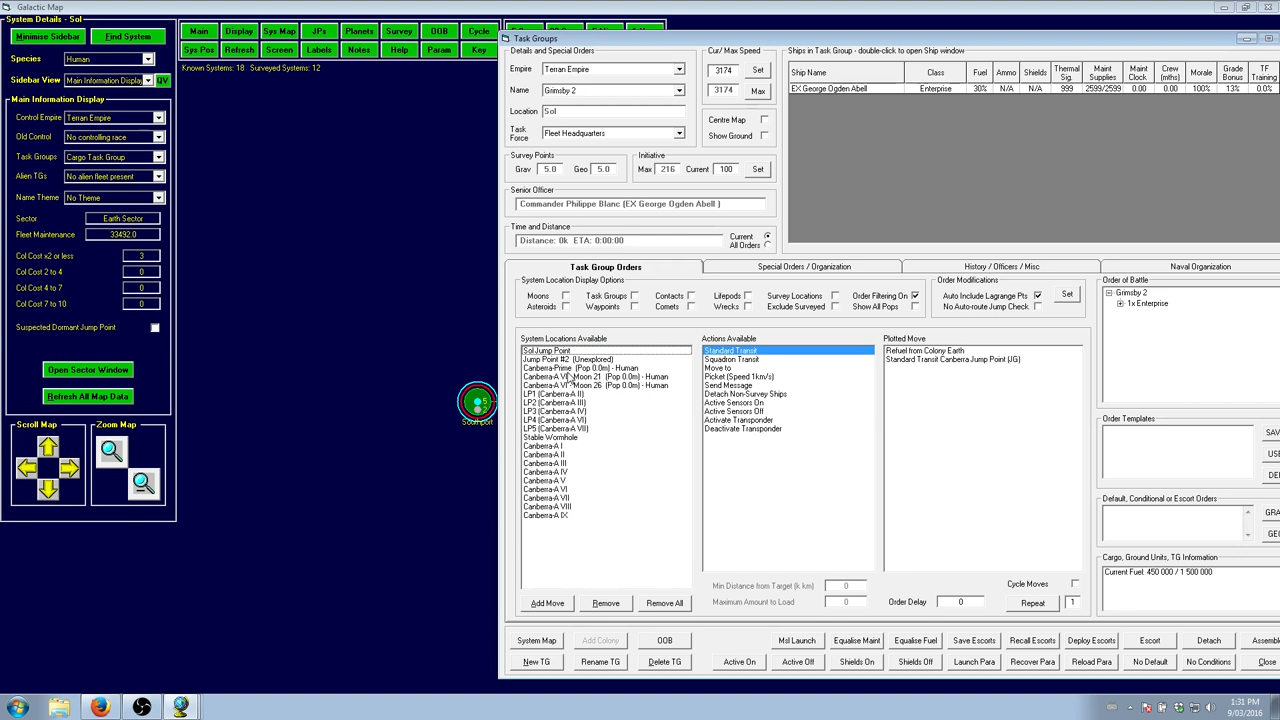 Galactic Map
System Details - Sol
Minimise Sidebar
Find System
Species
Human
Sidebar View
Main Information Display
QV
Main Information Display
Control Empire
Terran Empire
Old Control
No controlling race
Task Groups
Cargo Task Group
Alien TGs
No alien fleet present
Name Theme
No Theme
Sector
Earth Sector
Fleet Maintenance
33492.0
Col Cost x2 or less
3
Col Cost 2 to 4
0
Col Cost 4 to 7
0
Col Cost 7 to 10
0
Suspected Dormant Jump Point
Open Sector Window
Refresh All Map Data
Scroll Map
Zoom Map
Main
Display
Sys Map
JPs
Planets
Survey
OOB
Cycle
Sys Pos
Refresh
Screen
Labels
Notes
Help
Param
Key
Known Systems: 18 Surveyed Systems: 12
5
Southport
Task Groups
Details and Special Orders
Empire
Terran Empire
Name
Grimsby 2
Location
Sol
Task Force
Fleet Headquarters
Cur/ Max Speed
3174
Set
3174
Max
Centre Map
Show Ground
Survey Points
Grav
5.0
Geo
5.0
Initiative
Max
216
Current
100
Set
Senior Officer
Commander Philippe Blanc (EX George Ogden Abell )
Time and Distance
Distance: 0k ETA: 0:00:00
Current
All Orders
Ships in Task Group - double-click to open Ship window
Ship Name
Class
Fuel
Ammo
Shields
Thermal Sig.
Maint Supplies
Maint Clock
Crew (mths)
Morale
Grade Bonus
TF Training
EX George Ogden Abell
Enterprise
30%
N/A
N/A
999
2599/2599
0.00
0.00
100%
13%
0.0%
Task Group Orders
Special Orders / Organization
History / Officers / Misc
Naval Organization
System Location Display Options
Moons
Task Groups
Contacts
Lifepods
Survey Locations
Order Filtering On
Asteroids
Waypoints
Comets
Wrecks
Exclude Surveyed
Show All Pops
Order Modifications
Auto Include Lagrange Pts
Set
No Auto-route Jump Check
System Locations Available
Sol Jump Point
Jump Point #2 (Unexplored)
Canberra-Prime (Pop 0.0m) - Human
Canberra-A VI - Moon 21 (Pop 0.0m) - Human
Canberra-A VI - Moon 26 (Pop 0.0m) - Human
LP1 (Canberra-A II)
LP2 (Canberra-A III)
LP3 (Canberra-A IV)
LP4 (Canberra-A VI)
LP5 (Canberra-A VII)
Stable Wormhole
Canberra-A I
Canberra-A II
Canberra-A III
Canberra-A IV
Canberra-A V
Canberra-A VI
Canberra-A VII
Canberra-A VIII
Canberra-A IX
Actions Available
Standard Transit
Squadron Transit
Move to
Picket (Speed 1km/s)
Send Message
Detach Non-Survey Ships
Active Sensors On
Active Sensors Off
Activate Transponder
Deactivate Transponder
Plotted Move
Refuel from Colony Earth
Standard Transit Canberra Jump Point (JG)
Min Distance from Target (k km)
0
Maximum Amount to Load
0
Order Delay
0
Cycle Moves
Repeat
1
Add Move
Remove
Remove All
Order of Battle
Grimsby 2
1x Enterprise
Order Templates
SAV
USE
DEL
Default, Conditional or Escort Orders
GRA
GEO
Cargo, Ground Units, TG Information
Current Fuel: 450 000 / 1 500 000
System Map
Add Colony
OOB
Msl Launch
Equalise Maint
Equalise Fuel
Save Escorts
Recall Escorts
Deploy Escorts
Escort
Detach
Assemble
New TG
Rename TG
Delete TG
Active On
Active Off
Shields On
Shields Off
Launch Para
Recover Para
Reload Para
No Default
No Conditions
Close
1:31 PM
9/03/2016